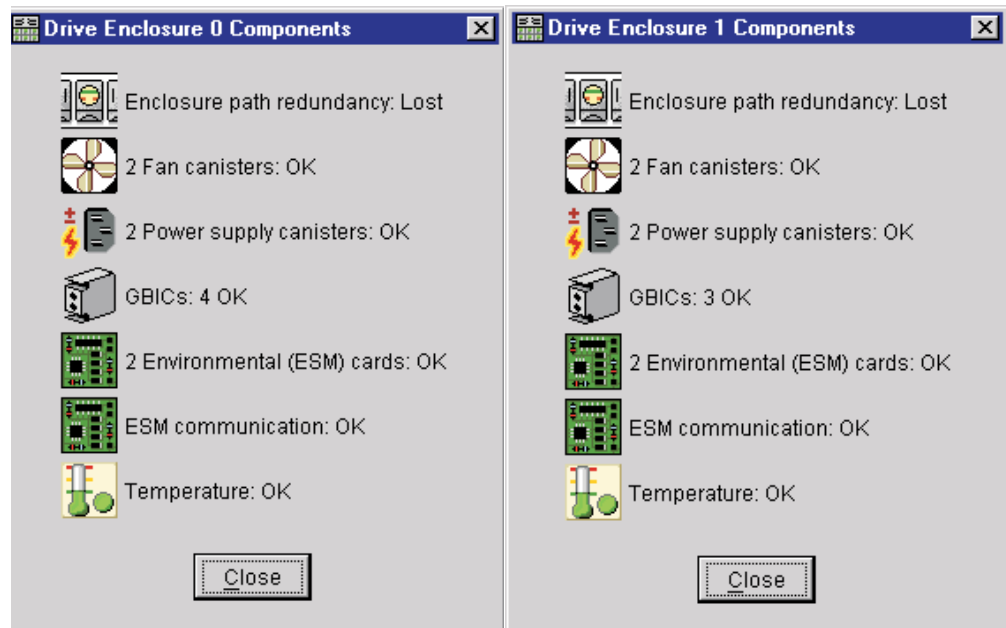 Drive Enclosure 0 Components
Enclosure path redundancy: Lost
2 Fan canisters: OK
2 Power supply canisters: OK
GBICs: 4 OK
2 Environmental (ESM) cards: OK
ESM communication: OK
Temperature: OK
Close
Drive Enclosure 1 Components
Enclosure path redundancy: Lost
2 Fan canisters: OK
2 Power supply canisters: OK
GBICs: 3 OK
2 Environmental (ESM) cards: OK
ESM communication: OK
Temperature: OK
Close